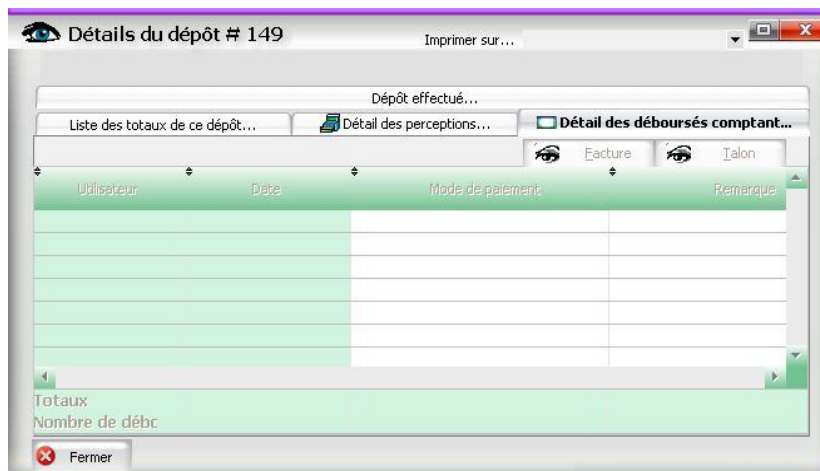 Détails du dépôt # 149
Imprimer sur...
Dépôt effectué...
Liste des totaux de ce dépôt...
Détail des perceptions...
Détail des déboursés comptant...
Facture
Talon
Utilisateur
Date
Mode de paiement
Remarque
Totaux
Nombre de débc
Fermer